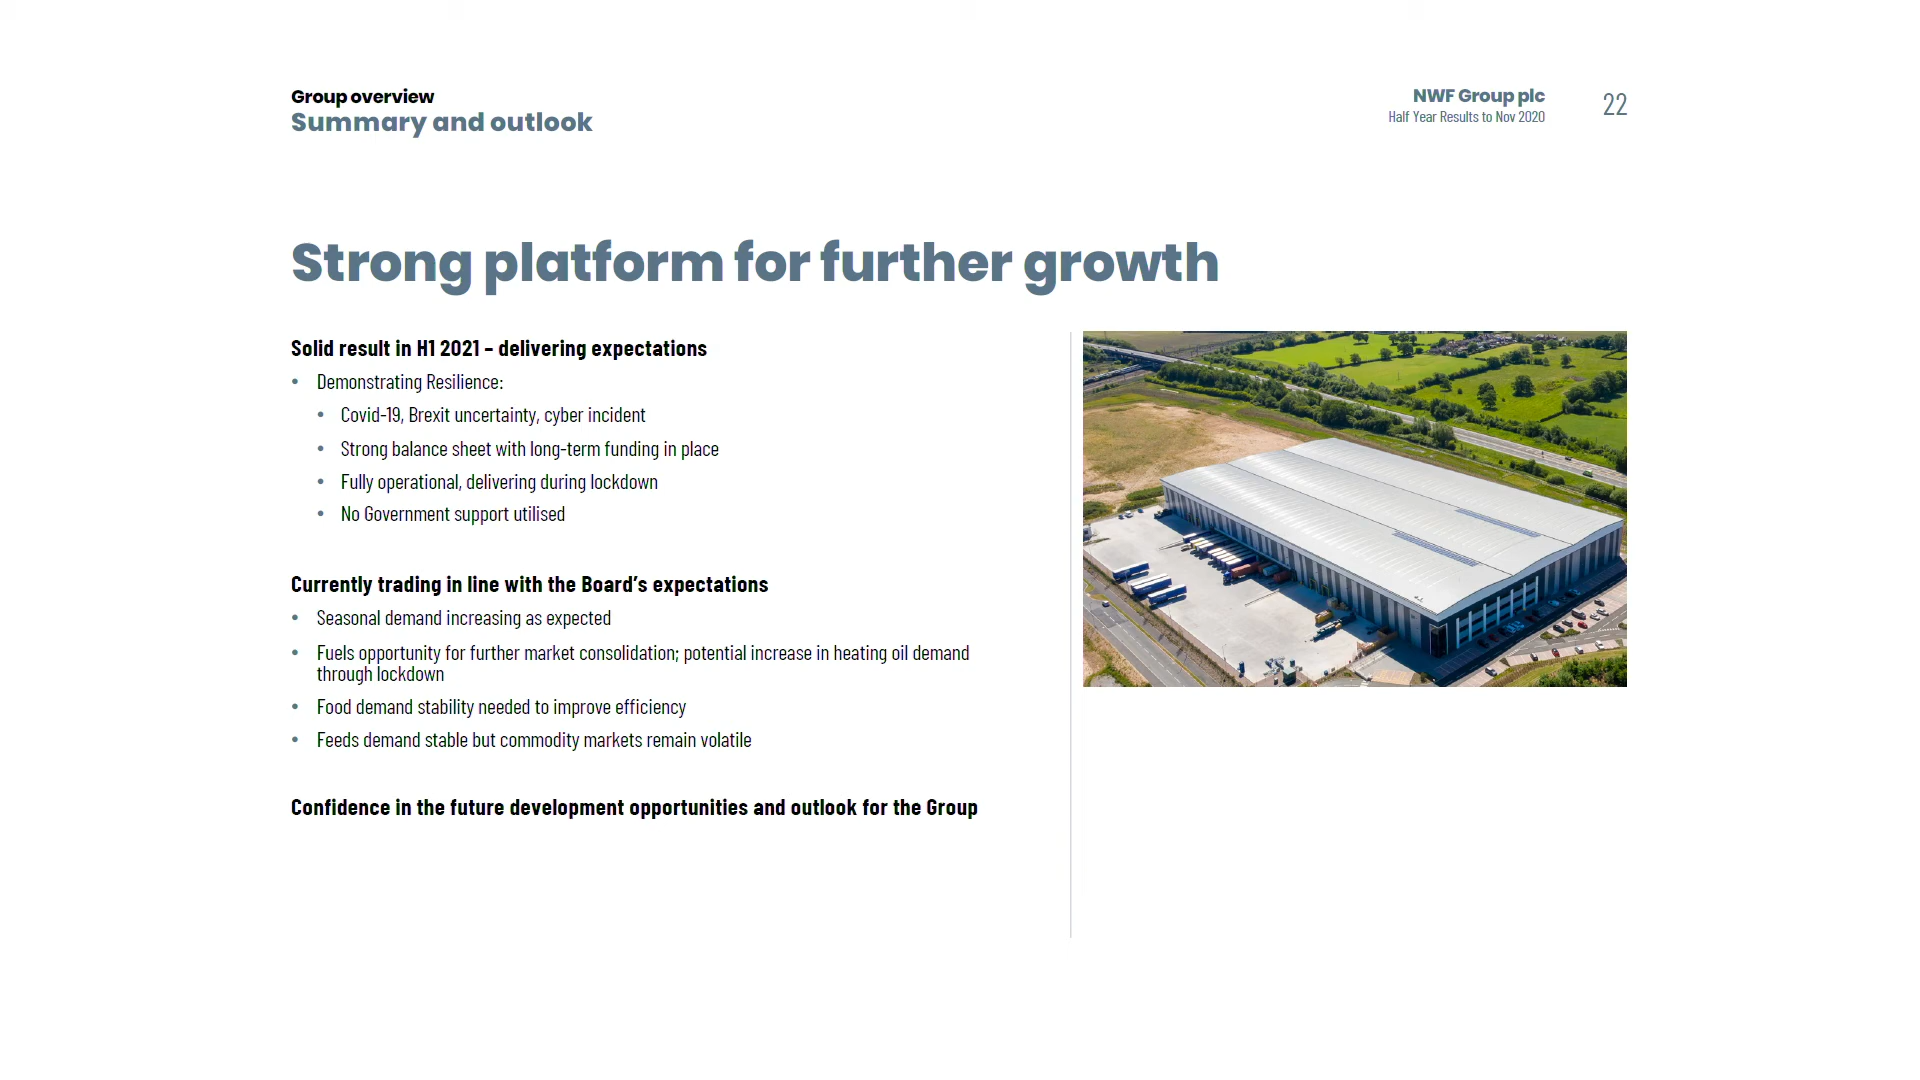 Group overview
Summary and outlook
NWF Group plc
Half Year Results to Nov 2020
22
Strong platform for further growth
Solid result in H1 2021 – delivering expectations
• Demonstrating Resilience:
• Covid-19, Brexit uncertainty, cyber incident
• Strong balance sheet with long-term funding in place
• Fully operational, delivering during lockdown
• No Government support utilised
Currently trading in line with the Board’s expectations
• Seasonal demand increasing as expected
• Fuels opportunity for further market consolidation; potential increase in heating oil demand
through lockdown
• Food demand stability needed to improve efficiency
• Feeds demand stable but commodity markets remain volatile
Confidence in the future development opportunities and outlook for the Group